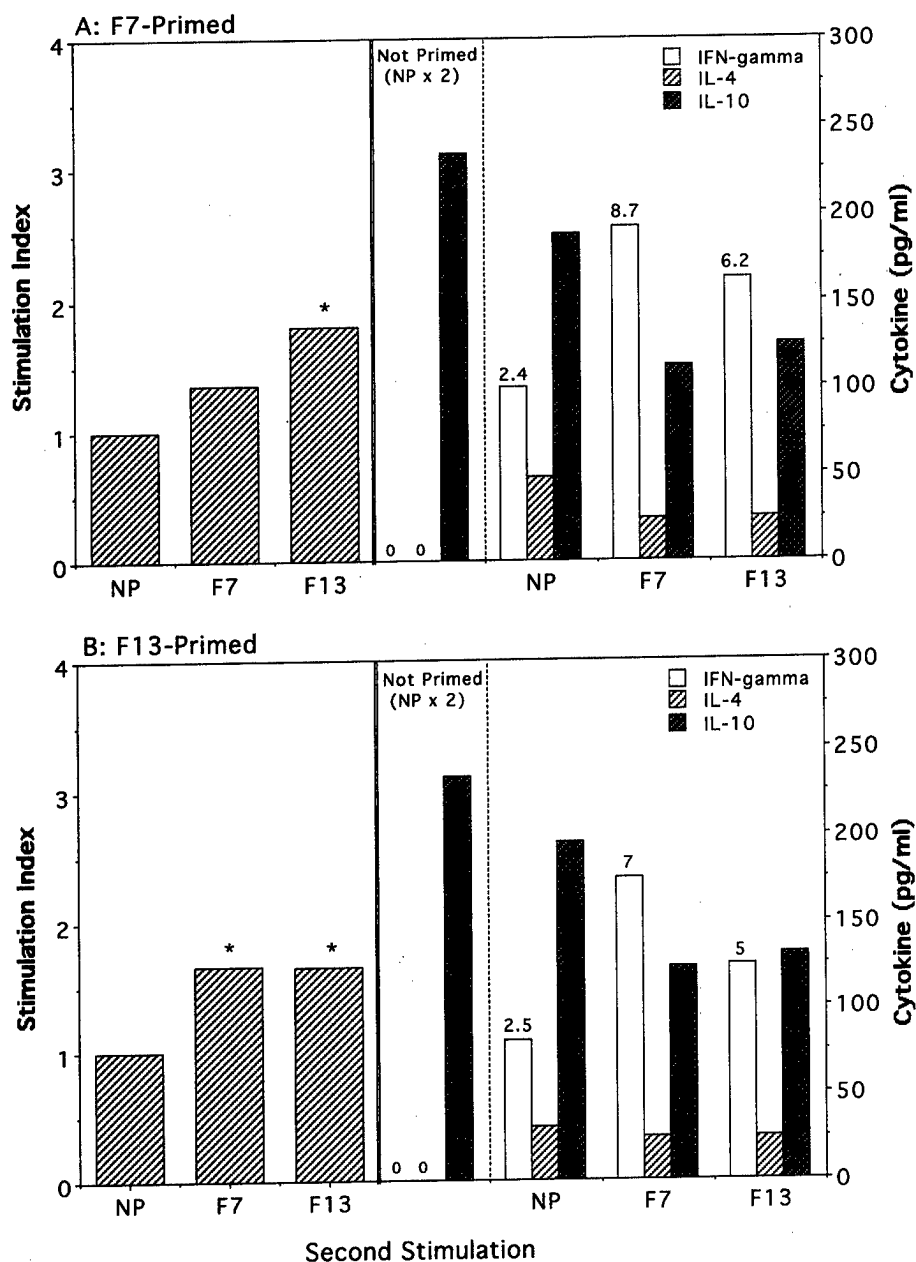 A: F7-Primed
4
3
2
1
0
Stimulation Index
*
NP
F7
F13
Not Primed
(NP x 2)
0
0
IFN-gamma
IL-4
IL-10
2.4
8.7
6.2
NP
F7
F13
300
250
200
150
100
50
0
Cytokine (pg/ml)
B: F13-Primed
4
3
2
1
0
Stimulation Index
*
*
NP
F7
F13
Not Primed
(NP x 2)
0
0
IFN-gamma
IL-4
IL-10
2.5
7
5
NP
F7
F13
300
250
200
150
100
50
0
Cytokine (pg/ml)
Second Stimulation